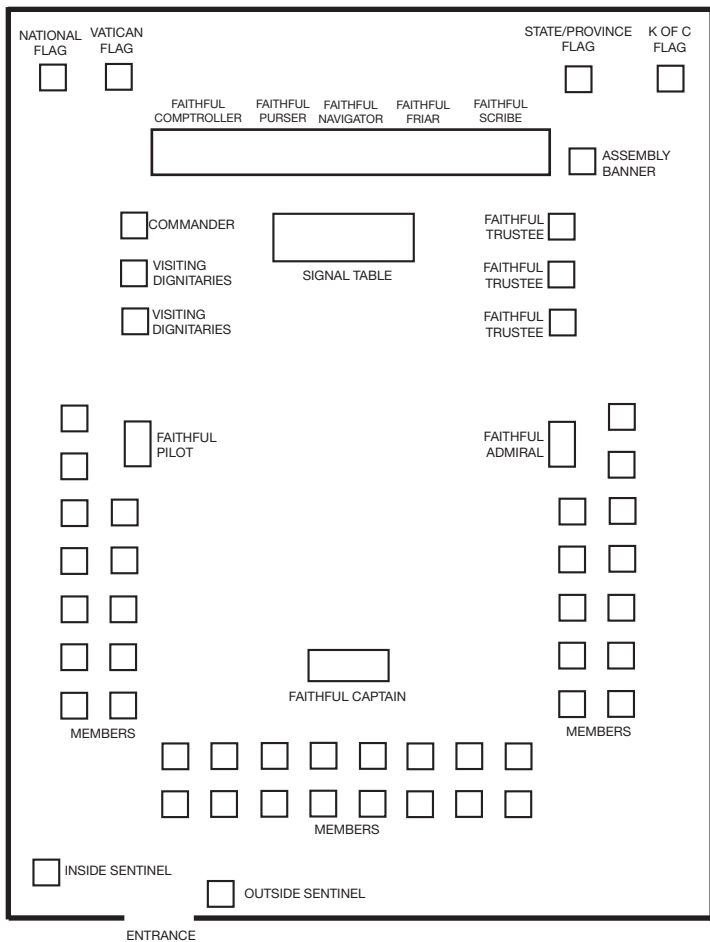 NATIONAL
FLAG
VATICAN
FLAG
STATE/PROVINCE
FLAG
K OF C
FLAG
FAITHFUL
COMPTROLLER
FAITHFUL
PURSER
FAITHFUL
NAVIGATOR
FAITHFUL
FRIAR
FAITHFUL
SCRIBE
ASSEMBLY
BANNER
COMMANDER
VISITING
DIGNITARIES
VISITING
DIGNITARIES
SIGNAL TABLE
FAITHFUL
TRUSTEE
FAITHFUL
TRUSTEE
FAITHFUL
TRUSTEE
FAITHFUL
PILOT
FAITHFUL
ADMIRAL
FAITHFUL CAPTAIN
MEMBERS
MEMBERS
MEMBERS
INSIDE SENTINEL
OUTSIDE SENTINEL
ENTRANCE